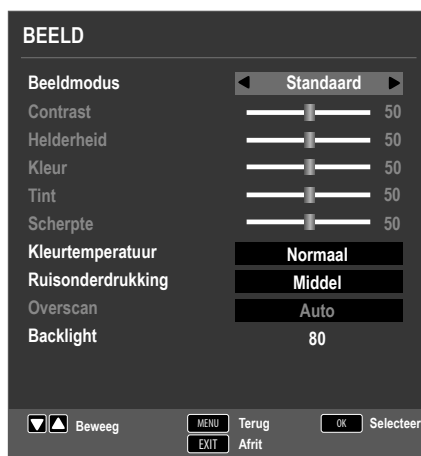 BEELD
Beeldmodus Standaard
Contrast 50
Helderheid 50
Kleur 50
Tint 50
Scherpte 50
Kleurtemperatuur Normaal
Ruisonderdrukking Middel
Overscan Auto
Backlight 80
Beweeg MENU Terug OK Selecteer
EXIT Afrit